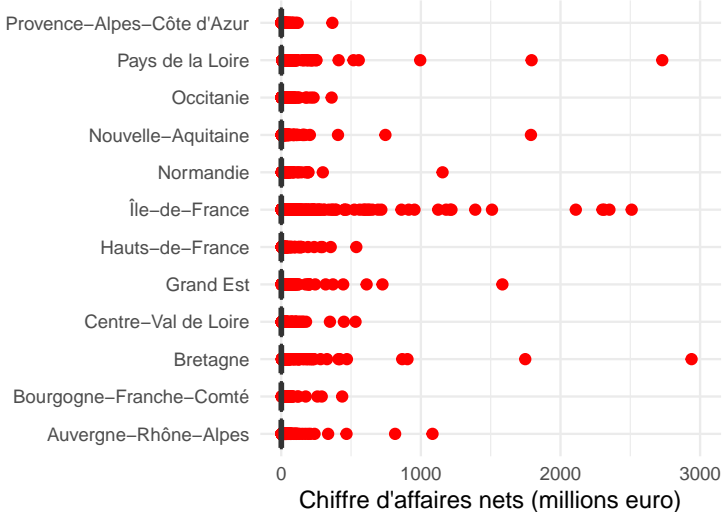 Provence−Alpes−Côte d'Azur
Pays de la Loire
Occitanie
Nouvelle−Aquitaine
Normandie
Île−de−France
Hauts−de−France
Grand Est
Centre−Val de Loire
Bretagne
Bourgogne−Franche−Comté
Auvergne−Rhône−Alpes
0 1000 2000 3000
Chiffre d'affaires nets (millions euro)